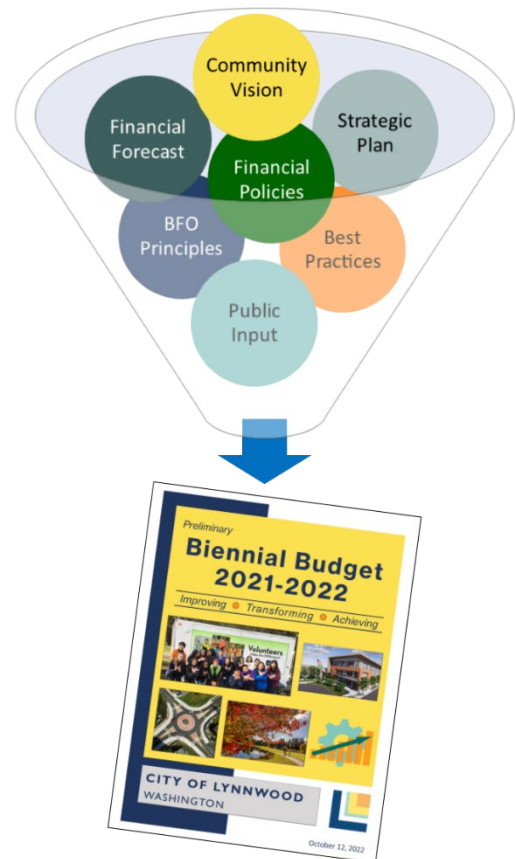 Community
Vision
Financial
Forecast
Strategic
Plan
Financial
Policies
BFO
Principles
Best
Practices
Public
Input
Preliminary
Biennial Budget
2021-2022
Improving • Transforming • Achieving
Volunteers
CITY OF LYNNWOOD
WASHINGTON
October 12, 2022